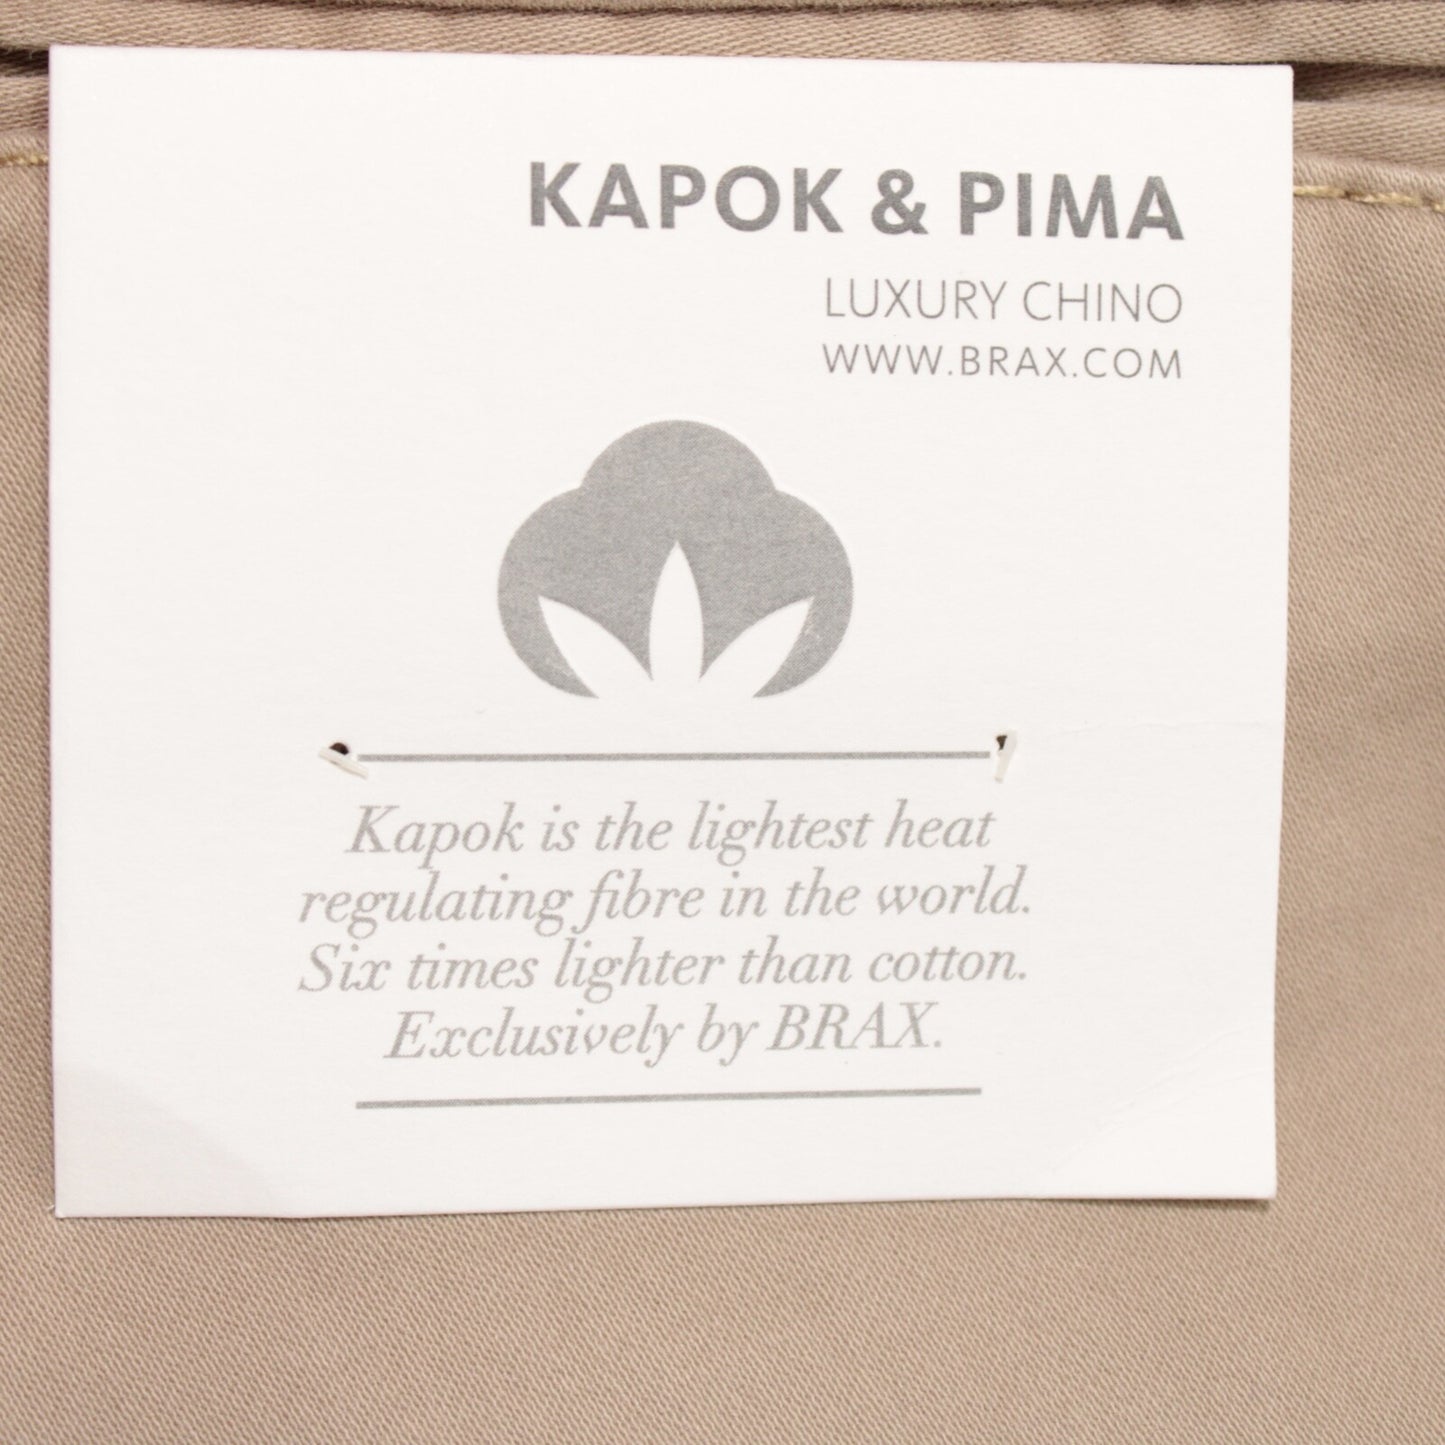 KAPOK & PIMA
LUXURY CHINO
WWW.BRAX.COM
Kapok is the lightest heat
regulating fibre in the world.
Six times lighter than cotton.
Exclusively by BRAX.